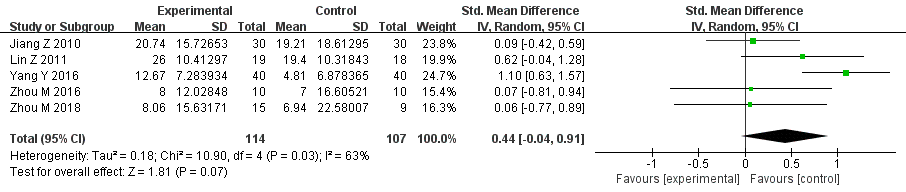 Experimental Control Std. Mean Difference Std. Mean Difference
Study or Subgroup Mean SD Total Mean SD Total Weight IV, Random, 95% CI IV, Random, 95% CI
Jiang Z 2010 20.74 15.72653 30 19.21 18.61295 30 23.8% 0.09 [-0.42, 0.59]
Lin Z 2011 26 10.41297 19 19.4 10.31843 18 19.9% 0.62 [-0.04, 1.28]
Yang Y 2016 12.67 7.283934 40 4.81 6.878365 40 24.7% 1.10 [0.63, 1.57]
Zhou M 2016 8 12.02848 10 7 16.60521 10 15.4% 0.07 [-0.81, 0.94]
Zhou M 2018 8.06 15.63171 15 6.94 22.58007 9 16.3% 0.06 [-0.77, 0.89]
Total (95% CI) 114 107 100.0% 0.44 [-0.04, 0.91]
Heterogeneity: Tau² = 0.18; Chi² = 10.90, df = 4 (P = 0.03); I² = 63%
Test for overall effect: Z = 1.81 (P = 0.07)
-1 -0.5 0 0.5 1
Favours [experimental] Favours [control]